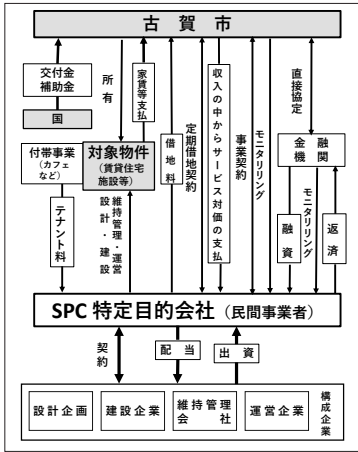 古賀市
交付金
補助金
国
所有
家賃等支払
借地料
定期借地契約
収入の中からサービス対価の支払
事業契約
モニタリング
直接協定
付帯事業
(カフェ
など)
対象物件
(賃貸住宅
施設等)
金融
機関
テナント料
設計・建設
維持管理・運営
融資
モニタリング
返済
SPC 特定目的会社 (民間事業者)
契約
配当
出資
設計企画
建設企業
維持管理
会社
運営企業
構成企業